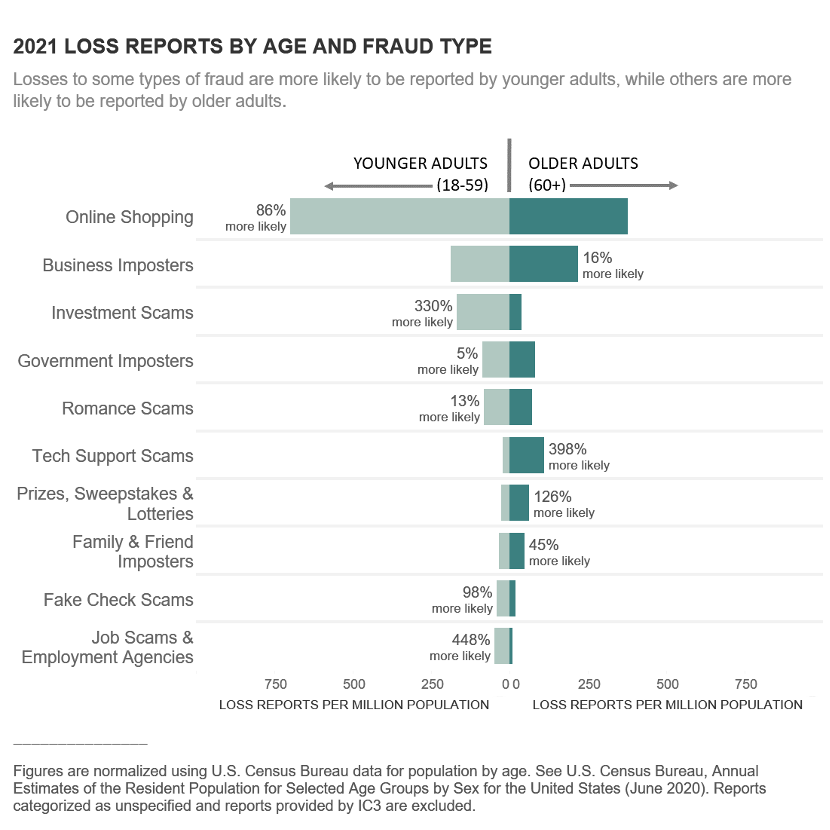 2021 LOSS REPORTS BY AGE AND FRAUD TYPE
Losses to some types of fraud are more likely to be reported by younger adults, while others are more
likely to be reported by older adults.
YOUNGER ADULTS
(18-59)
OLDER ADULTS
(60+)
Online Shopping
86%
more likely
Business Imposters
16%
more likely
Investment Scams
330%
more likely
Government Imposters
5%
more likely
Romance Scams
13%
more likely
Tech Support Scams
398%
more likely
Prizes, Sweepstakes &
Lotteries
126%
more likely
Family & Friend
Imposters
45%
more likely
Fake Check Scams
98%
more likely
Job Scams &
Employment Agencies
448%
more likely
750 500 250 0 0 250 500 750
LOSS REPORTS PER MILLION POPULATION LOSS REPORTS PER MILLION POPULATION
Figures are normalized using U.S. Census Bureau data for population by age. See U.S. Census Bureau, Annual
Estimates of the Resident Population for Selected Age Groups by Sex for the United States (June 2020). Reports
categorized as unspecified and reports provided by IC3 are excluded.